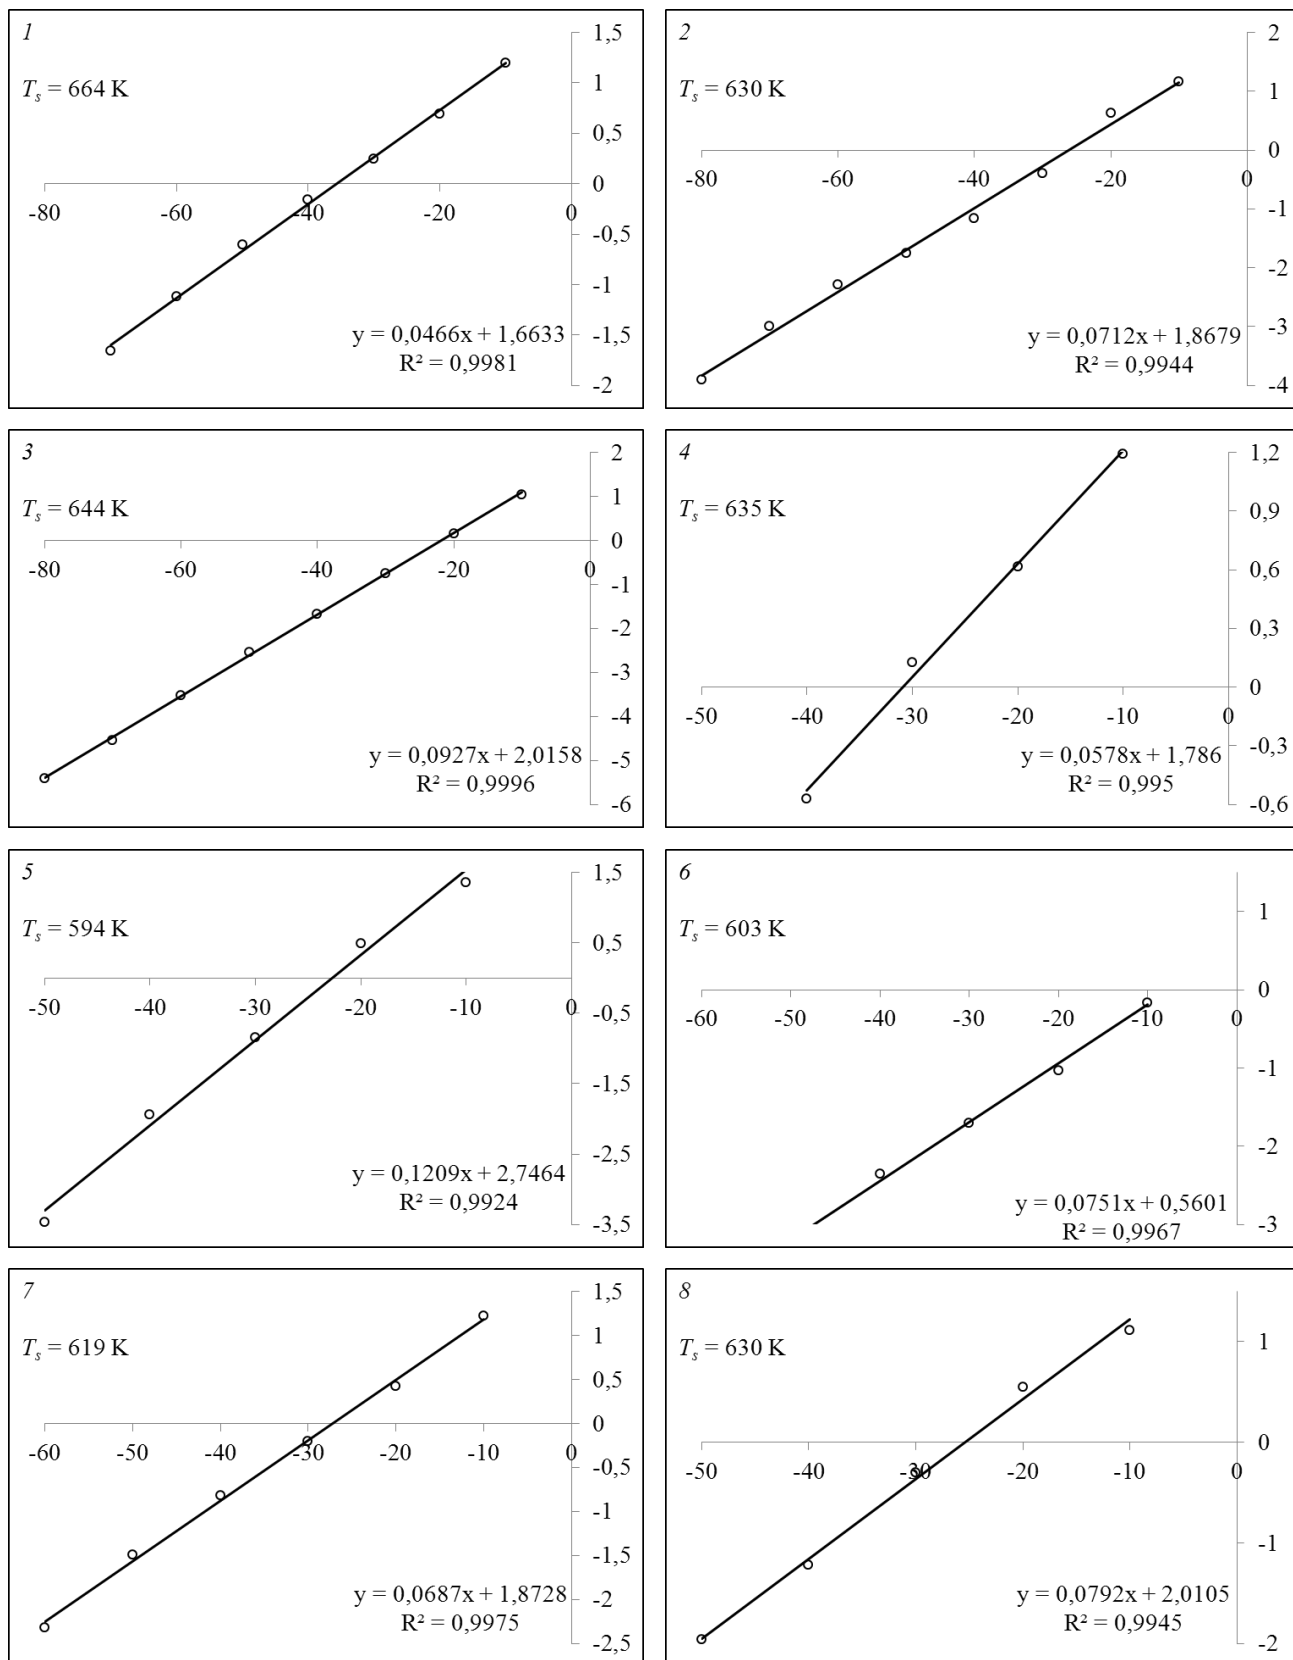 1
T_s = 664 K
1,5
1
0,5
0
-80 -60 -40 -20 0
-0,5
-1
y = 0,0466x + 1,6633
R² = 0,9981
-1,5
-2
2
T_s = 630 K
2
1
0
-80 -60 -40 -20 0
-1
-2
y = 0,0712x + 1,8679
R² = 0,9944
-3
-4
3
T_s = 644 K
2
1
0
-80 -60 -40 -20 0
-1
-2
-3
-4
y = 0,0927x + 2,0158
R² = 0,9996
-5
-6
4
T_s = 635 K
1,2
0,9
0,6
0,3
0
-50 -40 -30 -20 -10 0
-0,3
y = 0,0578x + 1,786
R² = 0,995
-0,6
5
T_s = 594 K
1,5
0,5
-50 -40 -30 -20 -10 0
-0,5
-1,5
-2,5
y = 0,1209x + 2,7464
R² = 0,9924
-3,5
6
T_s = 603 K
1
0
-60 -50 -40 -30 -20 -10 0
-1
-2
y = 0,0751x + 0,5601
R² = 0,9967
-3
7
T_s = 619 K
1,5
1
0,5
0
-60 -50 -40 -30 -20 -10 0
-0,5
-1
-1,5
y = 0,0687x + 1,8728
R² = 0,9975
-2
-2,5
8
T_s = 630 K
1
0
-50 -40 -30 -20 -10 0
-1
y = 0,0792x + 2,0105
R² = 0,9945
-2